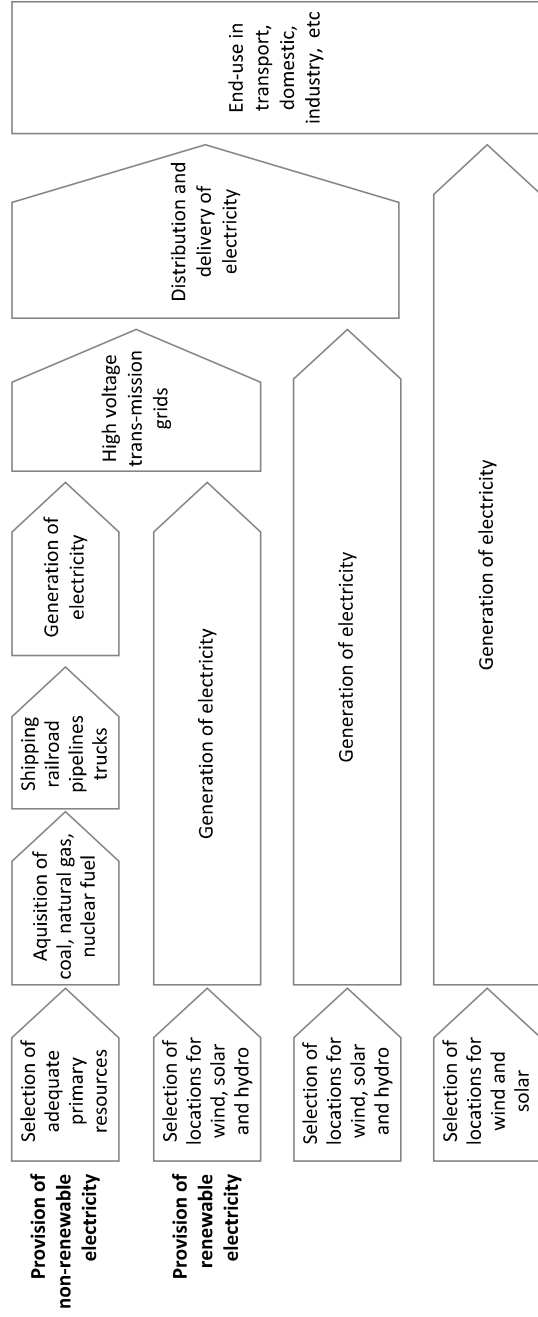 Provision of
non-renewable
electricity
Selection of
adequate
primary
resources
Aquisition of
coal, natural gas,
nuclear fuel
Shipping
railroad
pipelines
trucks
Generation of
electricity
High voltage
trans-mission
grids
Distribution and
delivery of
electricity
End-use in
transport,
domestic,
industry,  etc
Provision of
renewable
electricity
Selection of
locations for
wind, solar
and hydro
Generation of electricity
Selection of
locations for
wind, solar
and hydro
Generation of electricity
Selection of
locations for
wind and
solar
Generation of electricity